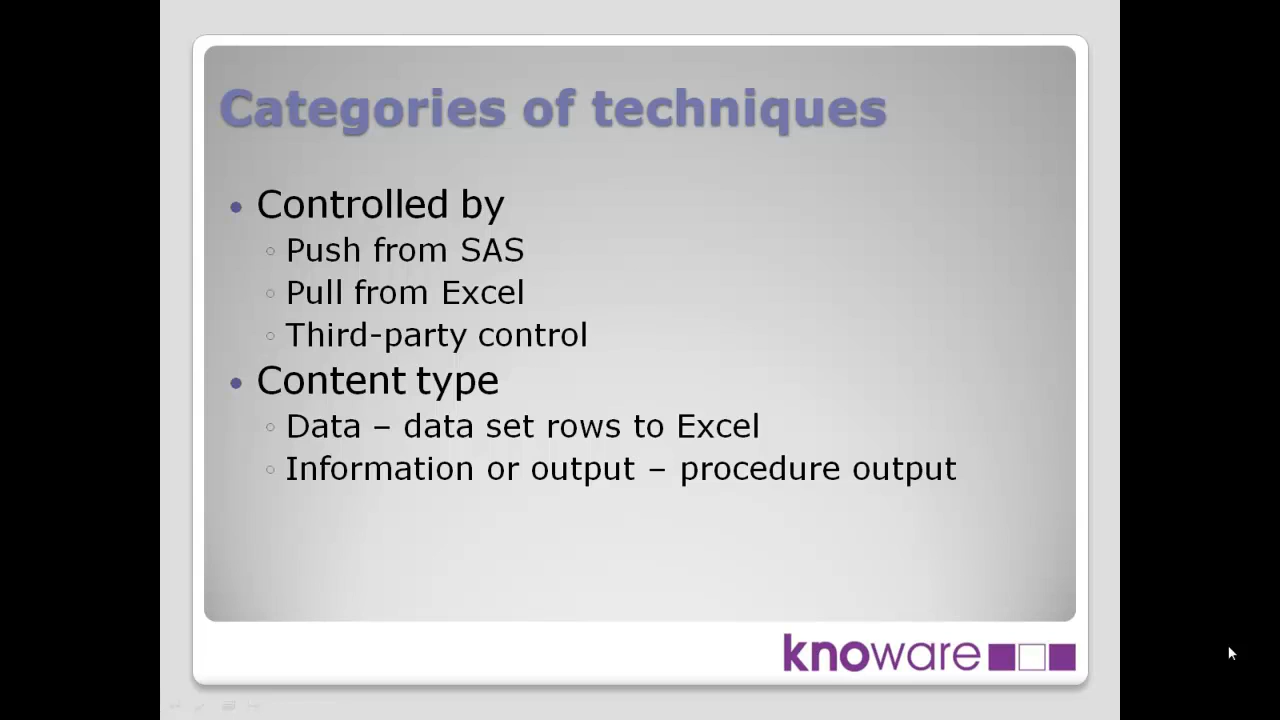 Categories of techniques
• Controlled by
◦ Push from SAS
◦ Pull from Excel
◦ Third-party control
• Content type
◦ Data – data set rows to Excel
◦ Information or output – procedure output
knoware